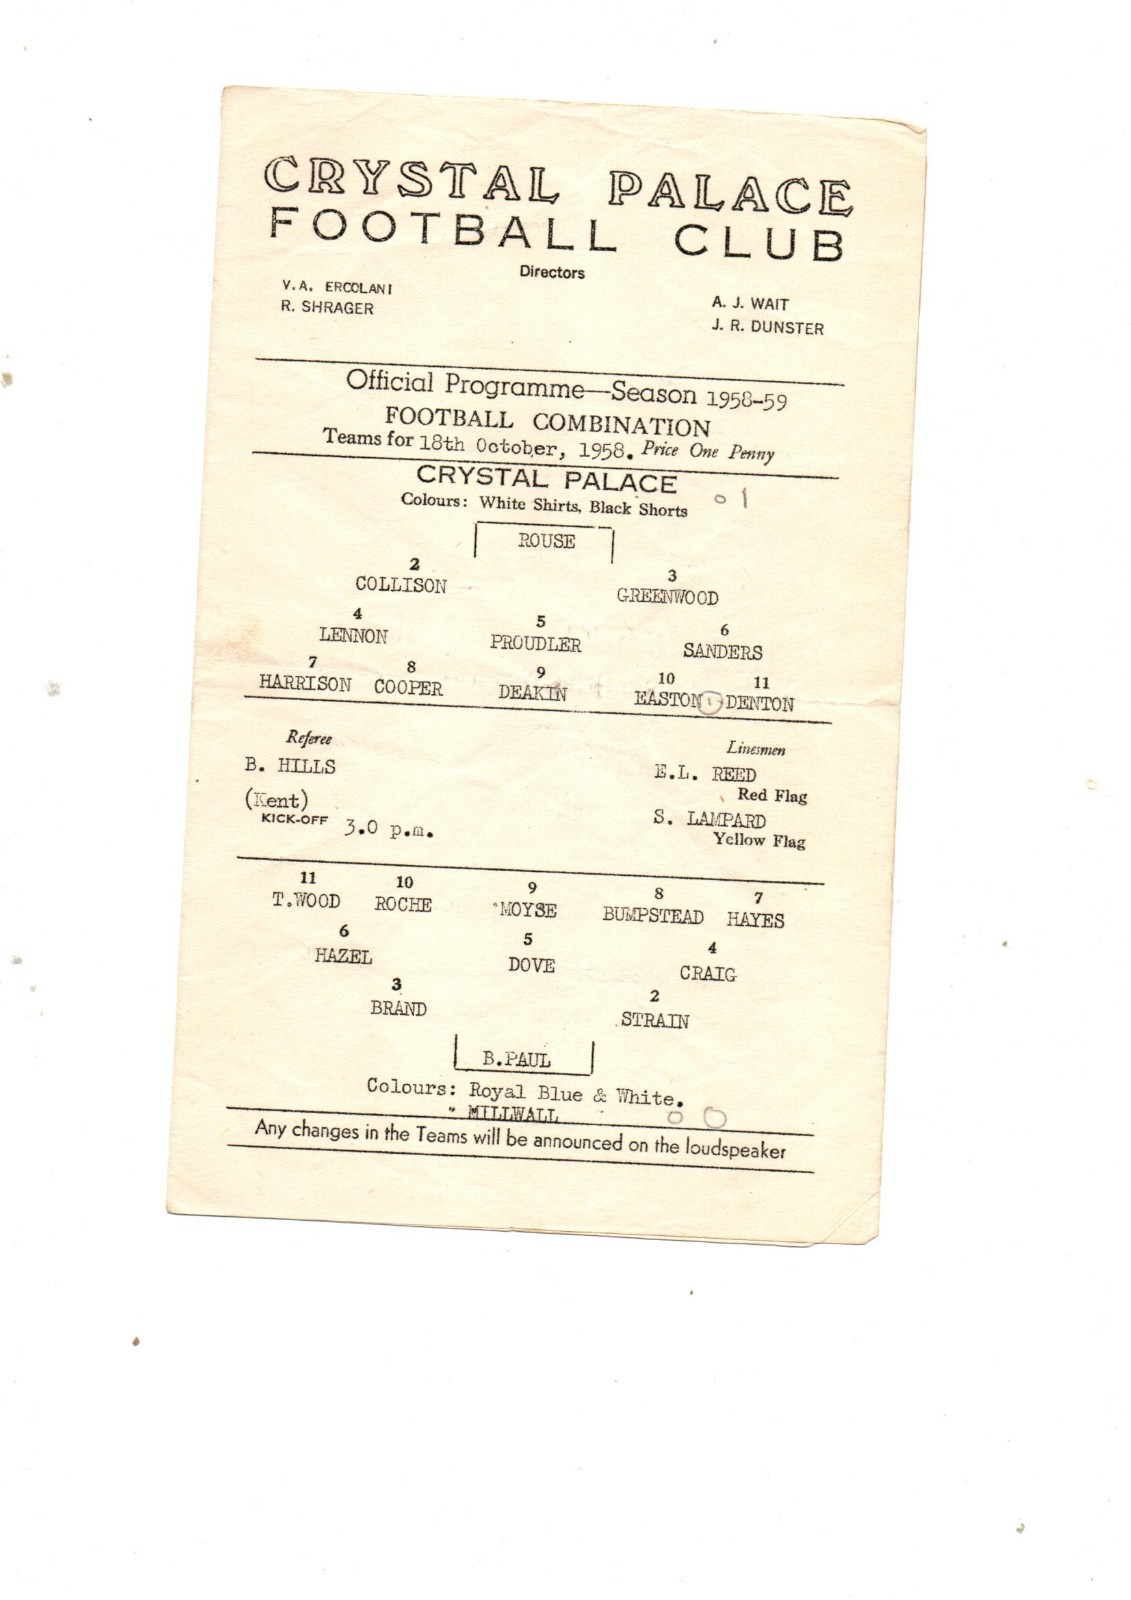 CRYSTAL PALACE
FOOTBALL CLUB
Directors
V.A. ERCOLANI
A. J. WAIT
R. SHRAGER
J. R. DUNSTER
Official Programme—Season 1958-59
FOOTBALL COMBINATION
Teams for 18th October, 1958. Price One Penny
CRYSTAL PALACE
Colours: White Shirts, Black Shorts
0 1
ROUSE
2 3
COLLISON GREENWOOD
4 5 6
LENNON PROUDLER SANDERS
7 8 9 10 11
HARRISON COOPER DEAKIN EASTON DENTON
Referee Linesmen
B. HILLS E.L. REED
Red Flag
(Kent) S. LAMPARD
KICK-OFF 3.0 p.m. Yellow Flag
11 10 9 8 7
T.WOOD ROCHE MOYSE BUMPSTEAD HAYES
6 5 4
HAZEL DOVE CRAIG
3 2
BRAND STRAIN
B.PAUL
Colours: Royal Blue & White.
" MILLWALL 0 0
Any changes in the Teams will be announced on the loudspeaker